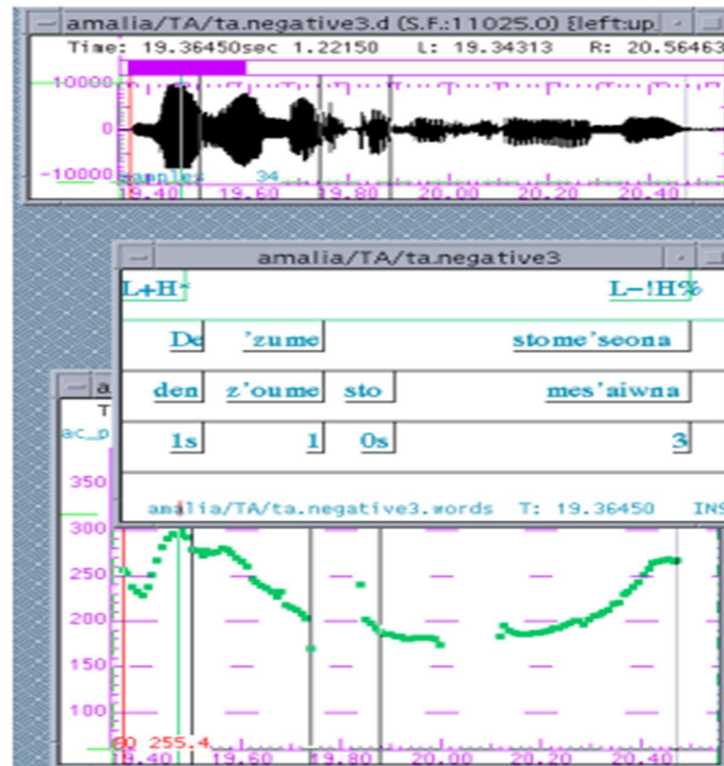 amalia/TA/ta.negative3.d (S.F.:11025.0) {left:up
Time: 19.36450sec 1.22150 L: 19.34313 R: 20.56463
10000
0
-10000
samples 34
19.40 19.60 19.80 20.00 20.20 20.40
amalia/TA/ta.negative3
L+H* L-!H%
De 'zume stome'seona
den z'oume sto mes'aiwna
1s 1 0s 3
amalia/TA/ta.negative3.words T: 19.36450 INS
a
T
ac_p
350
300
250
200
150
100
60 255.4
19.40 19.60 19.80 20.00 20.20 20.40